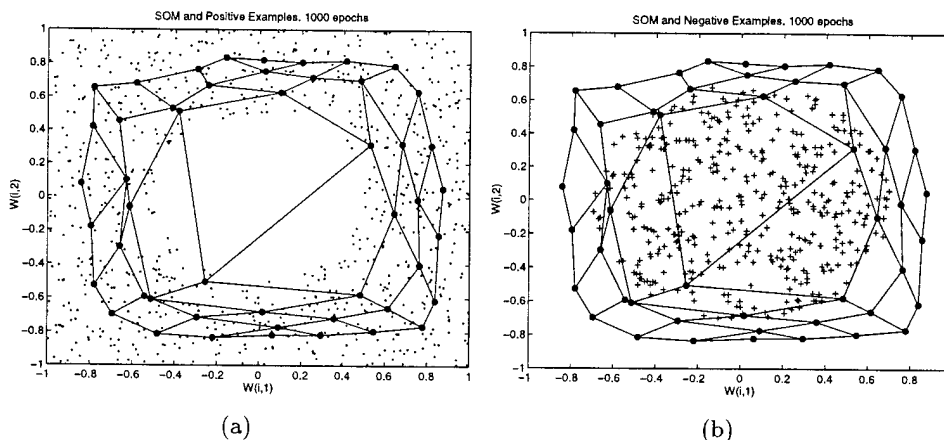 SOM and Positive Examples, 1000 epochs
1
0.8
0.6
0.4
0.2
0
-0.2
-0.4
-0.6
-0.8
-1
W(i,2)
-1 -0.8 -0.6 -0.4 -0.2 0 0.2 0.4 0.6 0.8 1
W(i,1)
(a)
SOM and Negative Examples, 1000 epochs
1
0.8
0.6
0.4
0.2
0
-0.2
-0.4
-0.6
-0.8
-1
W(i,2)
-1 -0.8 -0.6 -0.4 -0.2 0 0.2 0.4 0.6 0.8
W(i,1)
(b)